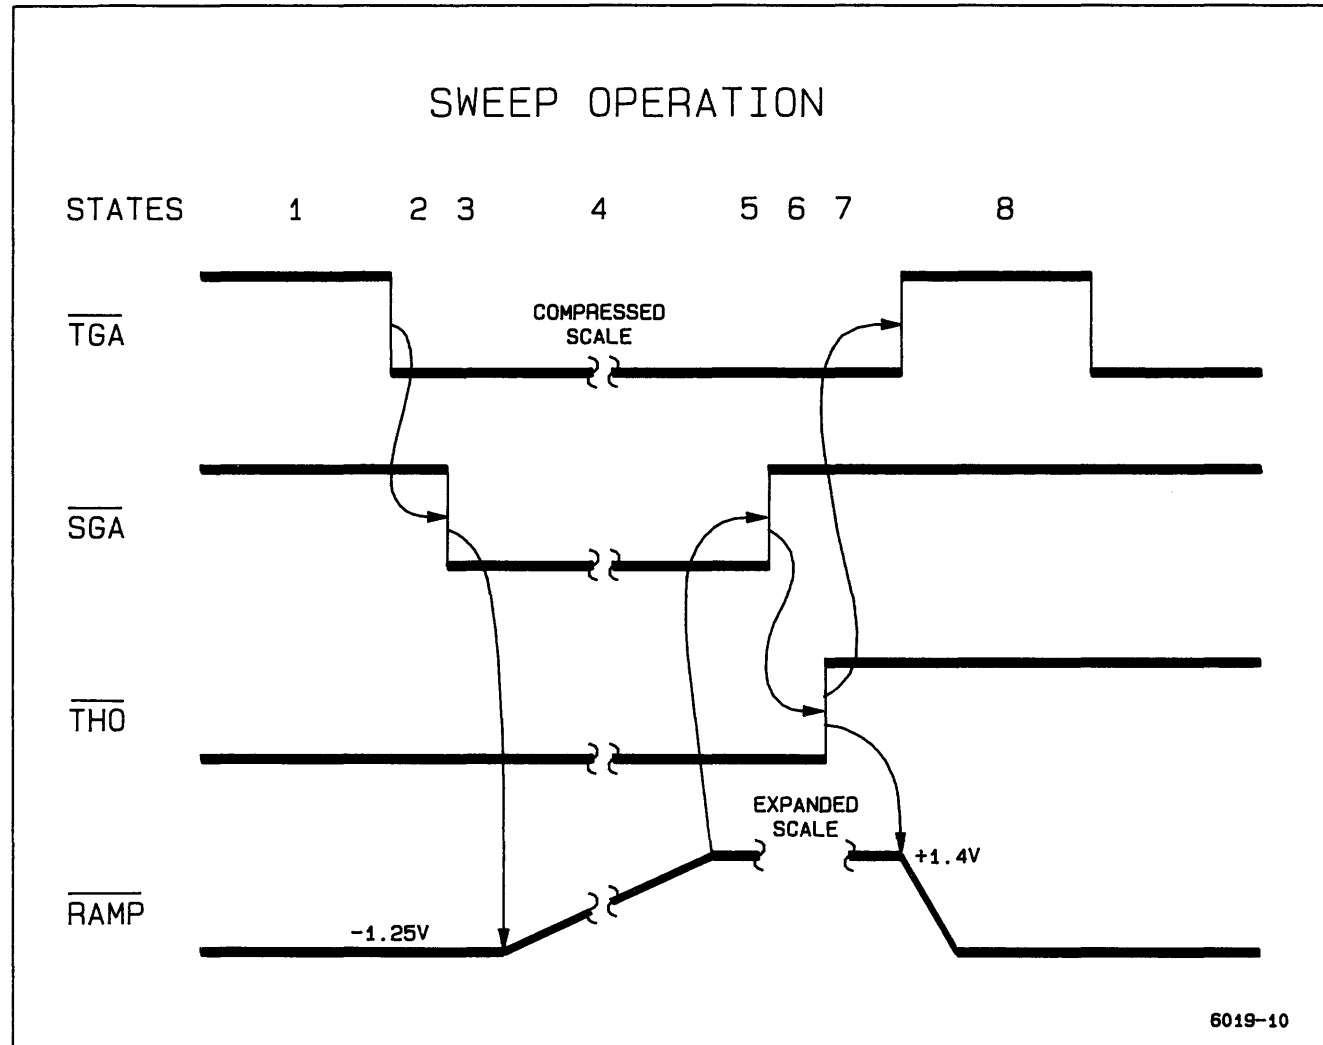 SWEEP OPERATION
STATES 1 2 3 4 5 6 7 8
TGA
COMPRESSED
SCALE
SGA
THO
EXPANDED
SCALE
+1.4V
RAMP
-1.25V
6019-10